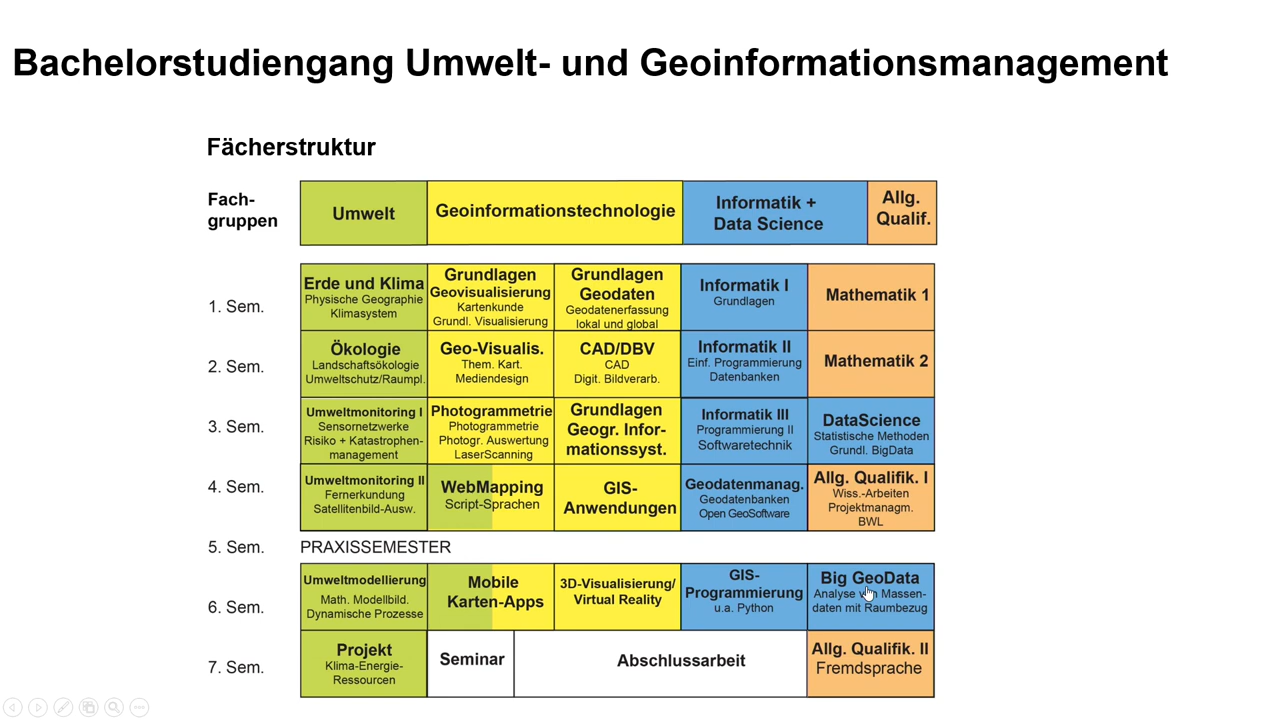 Bachelorstudiengang Umwelt- und Geoinformationsmanagement
Fächerstruktur
Fach-
gruppen
Umwelt
Geoinformationstechnologie
Informatik +
Data Science
Allg.
Qualif.
1. Sem.
Erde und Klima
Physische Geographie
Klimasystem
Grundlagen
Geovisualisierung
Kartenkunde
Grundl. Visualisierung
Grundlagen
Geodaten
Geodatenerfassung
lokal und global
Informatik I
Grundlagen
Mathematik 1
2. Sem.
Ökologie
Landschaftsökologie
Umweltschutz/Raumpl.
Geo-Visualis.
Them. Kart.
Mediendesign
CAD/DBV
CAD
Digit. Bildverarb.
Informatik II
Einf. Programmierung
Datenbanken
Mathematik 2
3. Sem.
Umweltmonitoring I
Sensornetzwerke
Risiko + Katastrophen-
management
Photogrammetrie
Photogrammetrie
Photogr. Auswertung
LaserScanning
Grundlagen
Geogr. Infor-
mationssyst.
Informatik III
Programmierung II
Softwaretechnik
DataScience
Statistische Methoden
Grundl. BigData
4. Sem.
Umweltmonitoring II
Fernerkundung
Satellitenbild-Ausw.
WebMapping
Script-Sprachen
GIS-
Anwendungen
Geodatenmanag.
Geodatenbanken
Open GeoSoftware
Allg. Qualifik. I
Wiss.-Arbeiten
Projektmanagm.
BWL
5. Sem.
PRAXISSEMESTER
6. Sem.
Umweltmodellierung
Math. Modellbild.
Dynamische Prozesse
Mobile
Karten-Apps
3D-Visualisierung/
Virtual Reality
GIS-
Programmierung
u.a. Python
Big GeoData
Analyse von Massen-
daten mit Raumbezug
7. Sem.
Projekt
Klima-Energie-
Ressourcen
Seminar
Abschlussarbeit
Allg. Qualifik. II
Fremdsprache